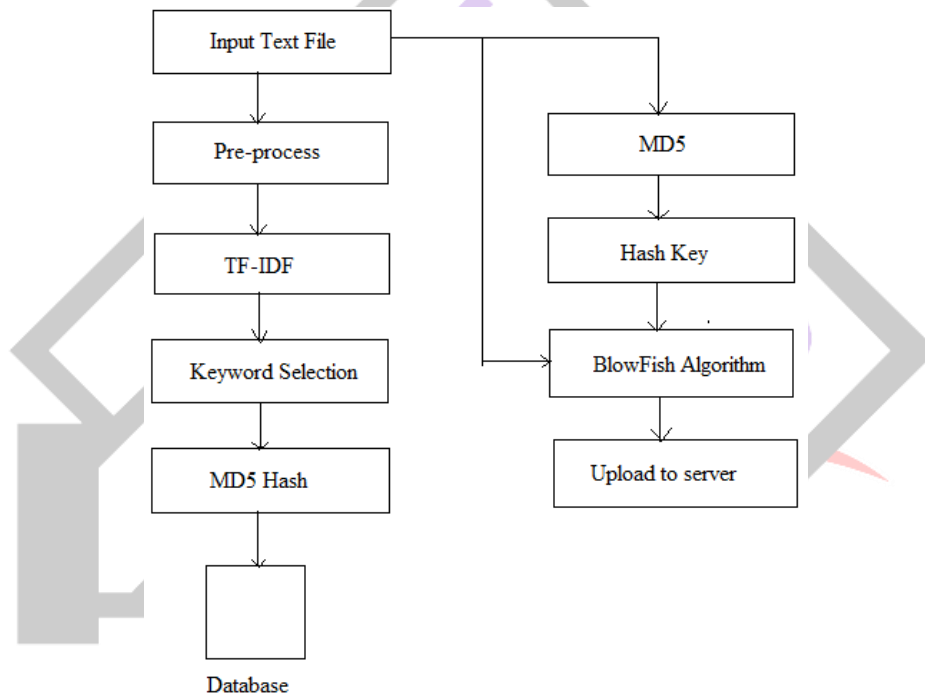 Input Text File
Pre-process
TF-IDF
Keyword Selection
MD5 Hash
Database
MD5
Hash Key
BlowFish Algorithm
Upload to server